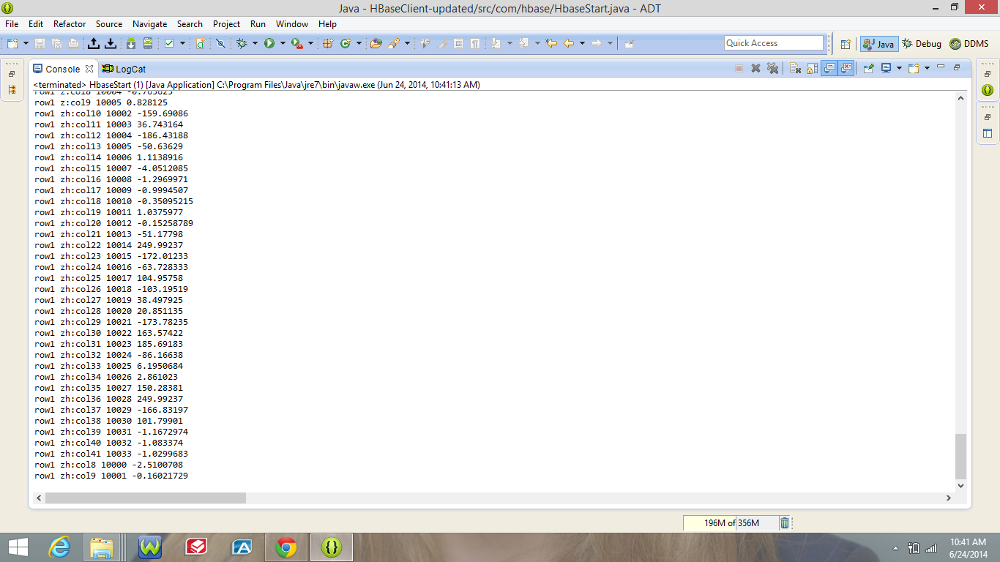 Java - HBaseClient-updated/src/com/hbase/HbaseStart.java - ADT
File Edit Refactor Source Navigate Search Project Run Window Help
Quick Access
Java
Debug
DDMS
Console
LogCat
<terminated> HbaseStart (1) [Java Application] C:\Program Files\Java\jre7\bin\javaw.exe (Jun 24, 2014, 10:41:13 AM)
row1 z:col8 10004 -0.765625
row1 z:col9 10005 0.828125
row1 zh:col10 10002 -159.69086
row1 zh:col11 10003 36.743164
row1 zh:col12 10004 -186.43188
row1 zh:col13 10005 -50.63629
row1 zh:col14 10006 1.1138916
row1 zh:col15 10007 -4.0512085
row1 zh:col16 10008 -1.2969971
row1 zh:col17 10009 -0.9994507
row1 zh:col18 10010 -0.35095215
row1 zh:col19 10011 1.0375977
row1 zh:col20 10012 -0.15258789
row1 zh:col21 10013 -51.17798
row1 zh:col22 10014 249.99237
row1 zh:col23 10015 -172.01233
row1 zh:col24 10016 -63.728333
row1 zh:col25 10017 104.95758
row1 zh:col26 10018 -103.19519
row1 zh:col27 10019 38.497925
row1 zh:col28 10020 20.851135
row1 zh:col29 10021 -173.78235
row1 zh:col30 10022 163.57422
row1 zh:col31 10023 185.69183
row1 zh:col32 10024 -86.16638
row1 zh:col33 10025 6.1950684
row1 zh:col34 10026 2.861023
row1 zh:col35 10027 150.28381
row1 zh:col36 10028 249.99237
row1 zh:col37 10029 -166.83197
row1 zh:col38 10030 101.79901
row1 zh:col39 10031 -1.1672974
row1 zh:col40 10032 -1.083374
row1 zh:col41 10033 -1.0299683
row1 zh:col8 10000 -2.5100708
row1 zh:col9 10001 -0.16021729
196M of 356M
10:41 AM
6/24/2014